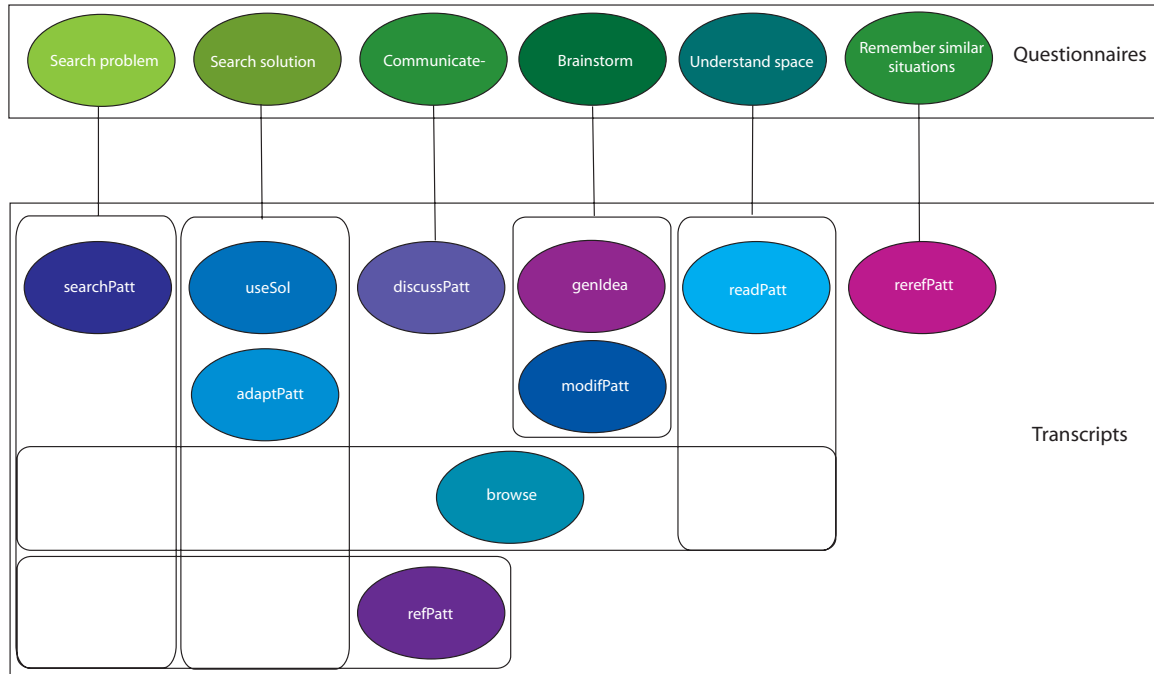 Search problem
Search solution
Communicate-
Brainstorm
Understand space
Remember similar
situations
Questionnaires
searchPatt
useSol
discussPatt
genIdea
readPatt
rerefPatt
adaptPatt
modifPatt
Transcripts
browse
refPatt